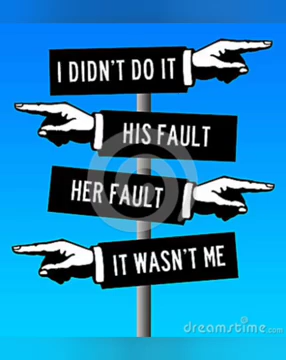 I DIDN'T DO IT
HIS FAULT
HER FAULT
IT WASN'T ME
dreamstime.com